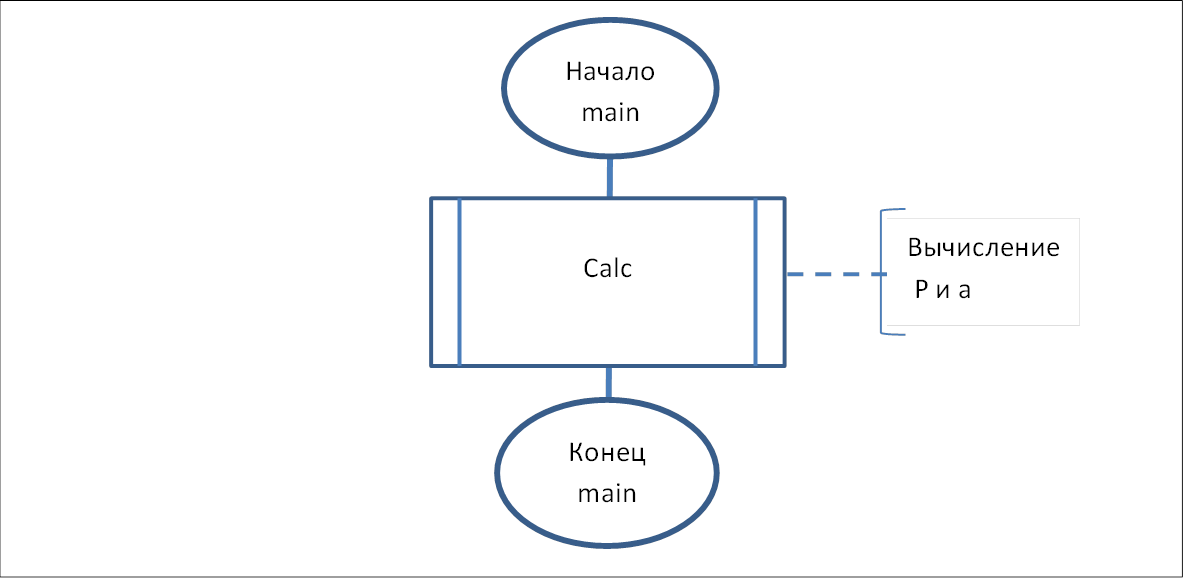 Начало
main
Calc
Вычисление
P и a
Конец
main